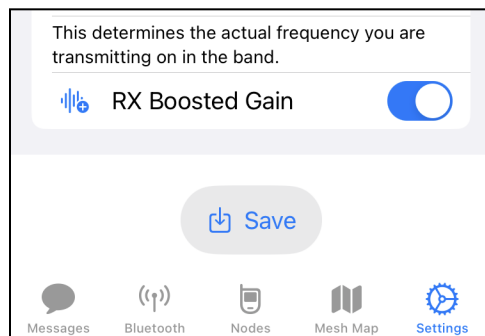 This determines the actual frequency you are
transmitting on in the band.
RX Boosted Gain
Save
Messages Bluetooth Nodes Mesh Map Settings